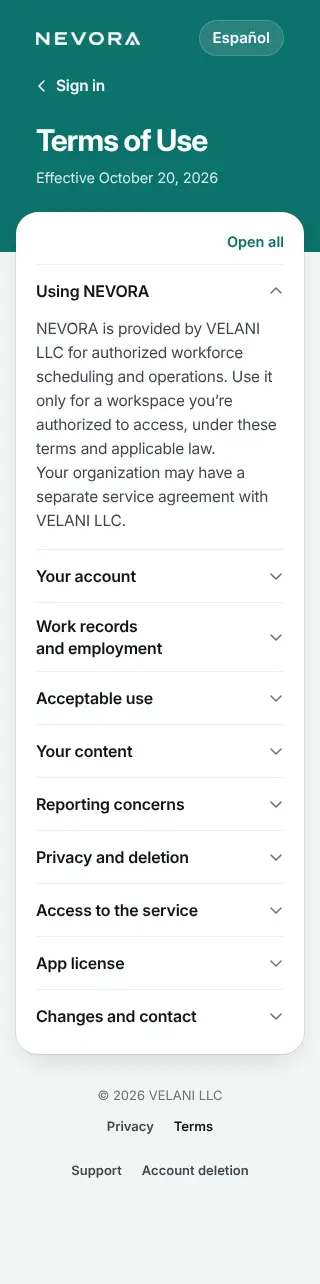 NEVORA
Español
Sign in
Terms of Use
Effective October 20, 2026
Open all
Using NEVORA
NEVORA is provided by VELANI
LLC for authorized workforce
scheduling and operations. Use it
only for a workspace you’re
authorized to access, under these
terms and applicable law.
Your organization may have a
separate service agreement with
VELANI LLC.
Your account
Work records
and employment
Acceptable use
Your content
Reporting concerns
Privacy and deletion
Access to the service
App license
Changes and contact
© 2026 VELANI LLC
Privacy Terms
Support Account deletion